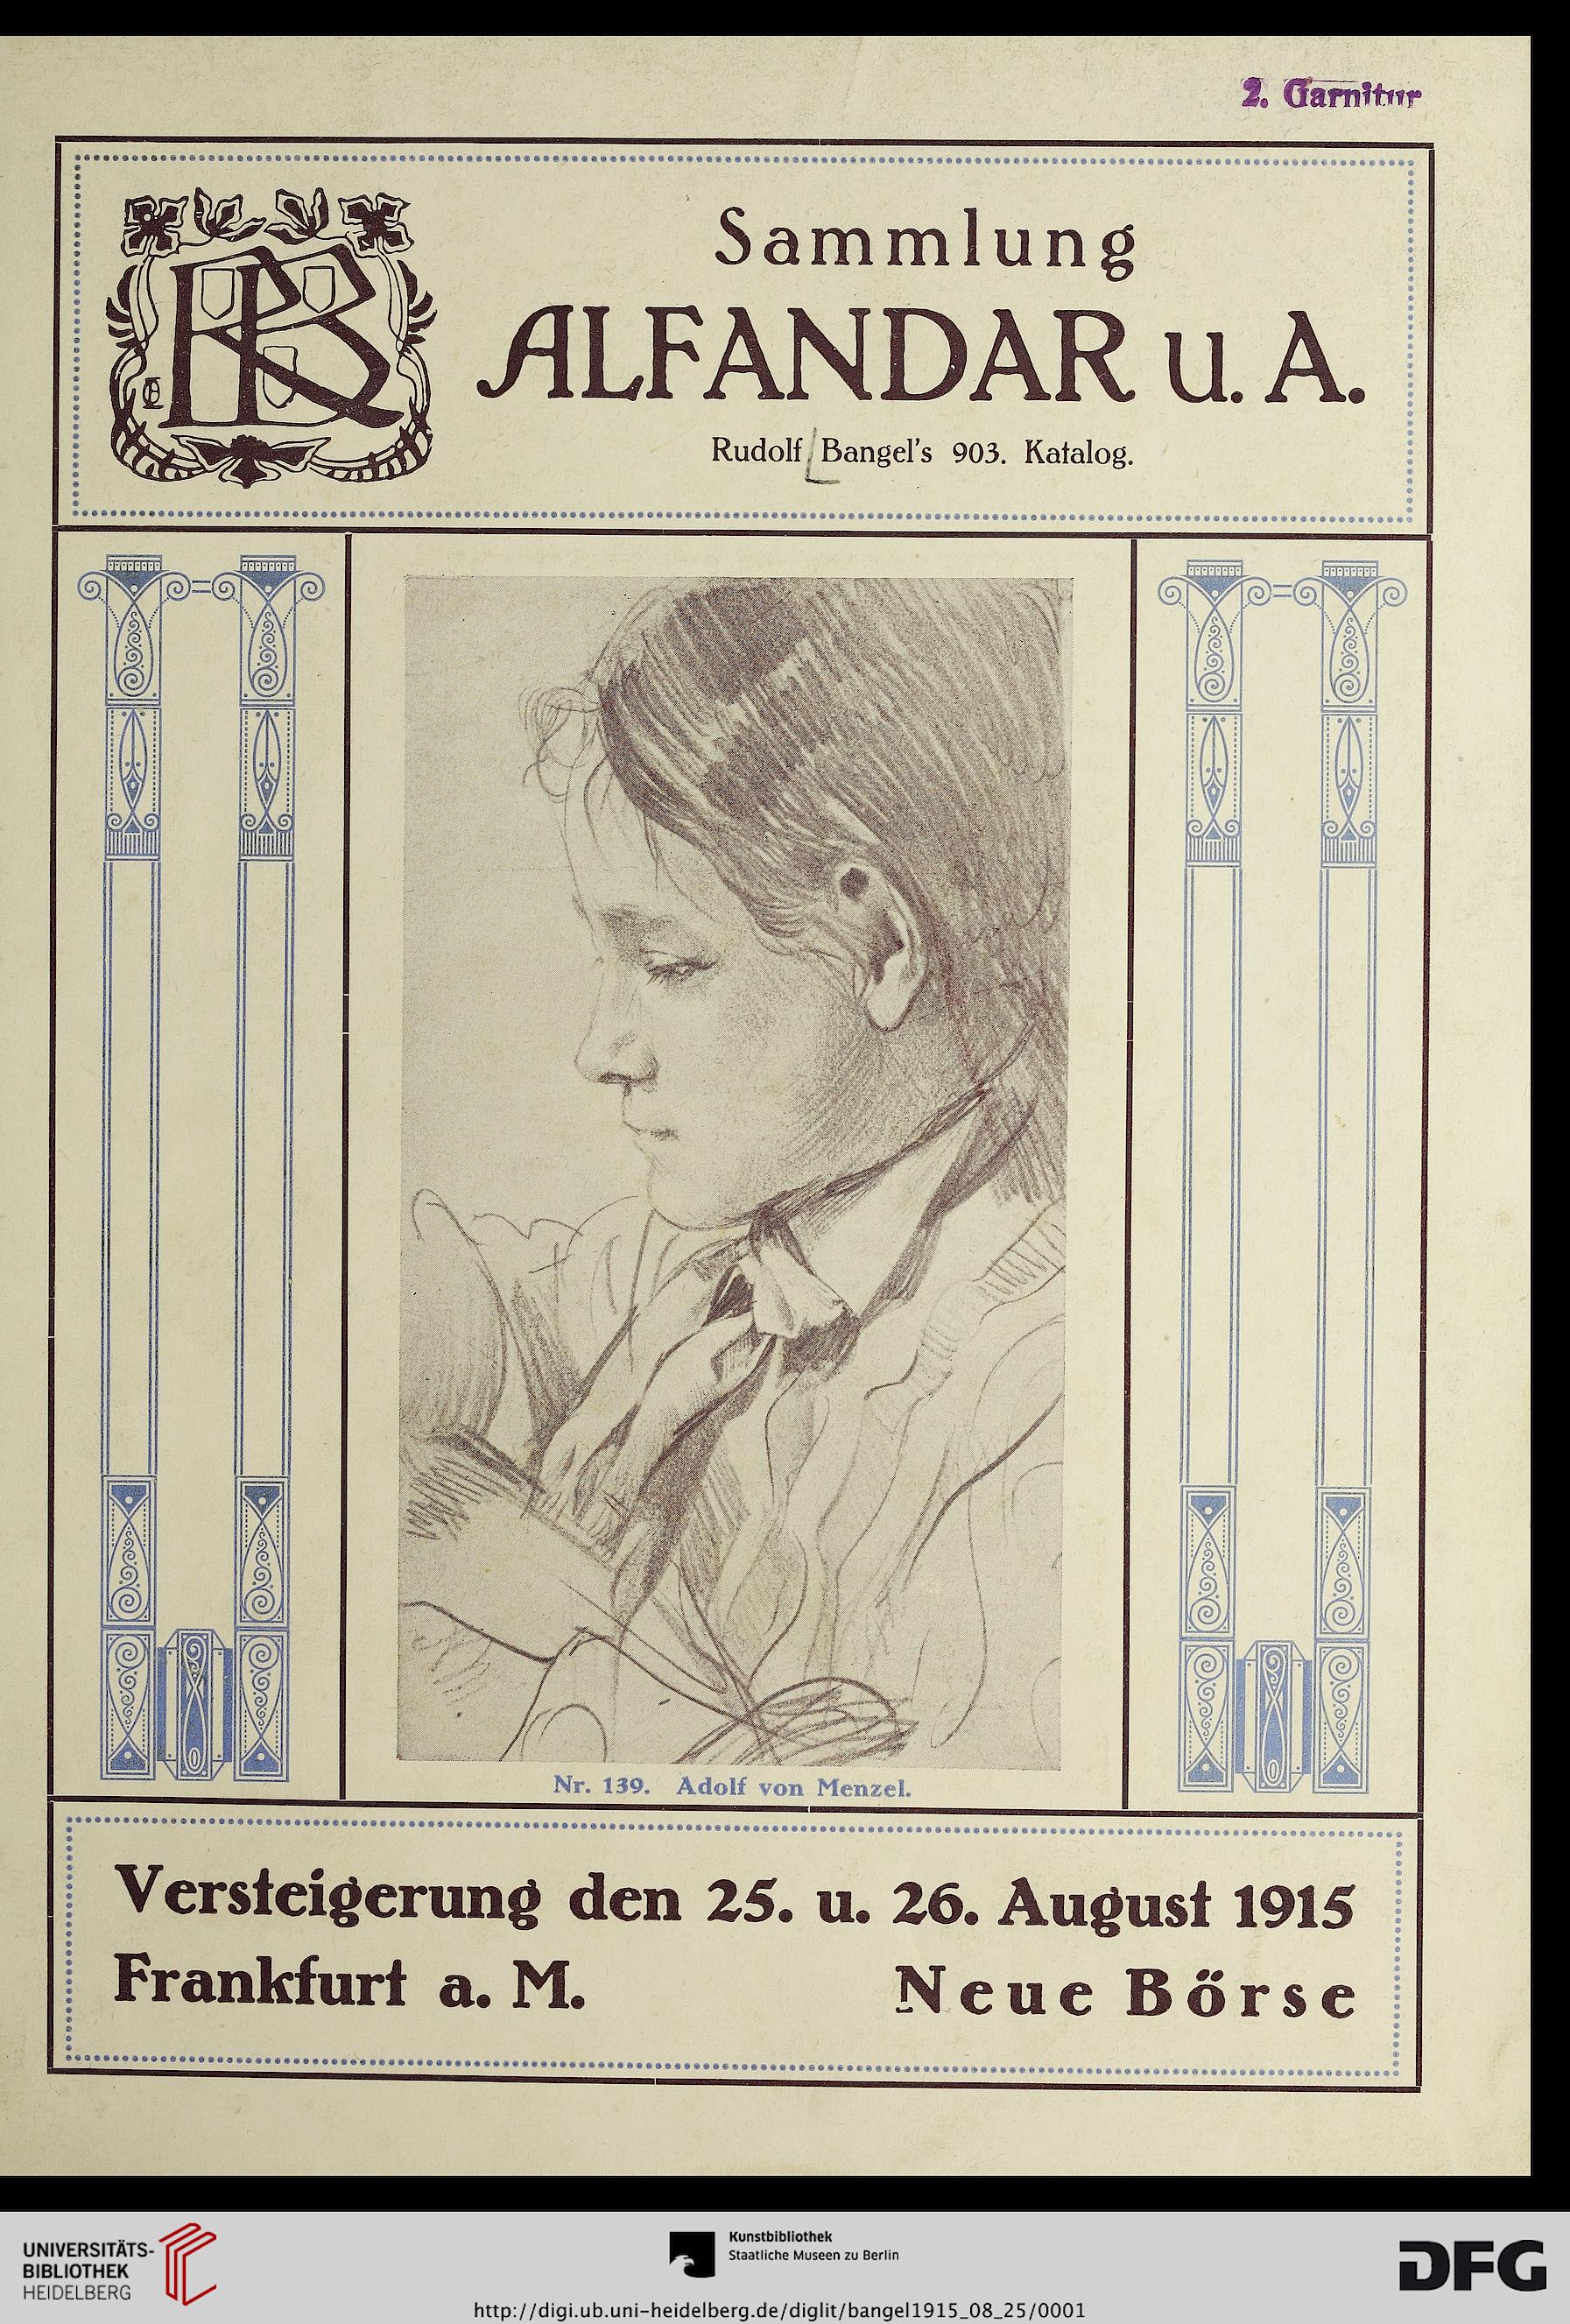 2. Garnitur
Sammlung
ALFANDAR u. A.
Rudolf Bangel's 903. Katalog.
Nr. 139. Adolf von Menzel.
Versteigerung den 25. u. 26. August 1915
Frankfurt a. M. Neue Börse
UNIVERSITÄTS-
BIBLIOTHEK
HEIDELBERG
Kunstbibliothek
Staatliche Museen zu Berlin
DFG
http://digi.ub.uni-heidelberg.de/diglit/bangel1915_08_25/0001